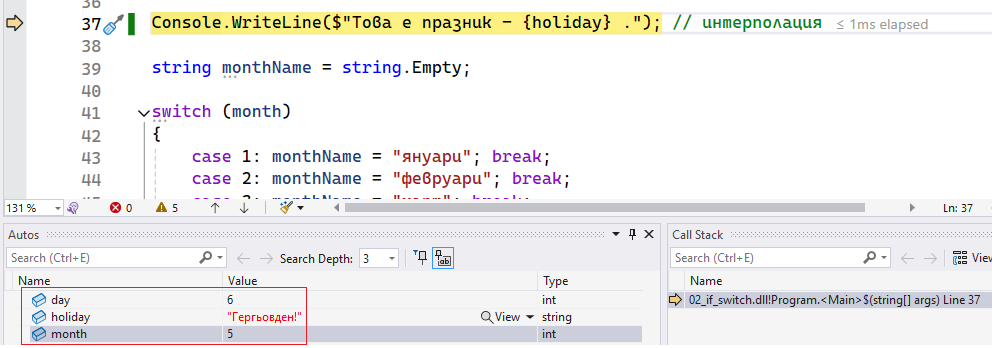 36
37 Console.WriteLine($"Това е празник - {holiday} ."); // интерполация ≤ 1ms elapsed
38
39 string monthName = string.Empty;
40
41 switch (month)
42 {
43 case 1: monthName = "януари"; break;
44 case 2: monthName = "февруари"; break;
131 % 0 5 Ln: 37
Autos
Search (Ctrl+E) Search Depth: 3
Name Value Type
day 6 int
holiday "Гергьовден!" View string
month 5 int
Call Stack
Search (Ctrl+E) View
Name
02_if_switch.dll!Program.<Main>$(string[] args) Line 37